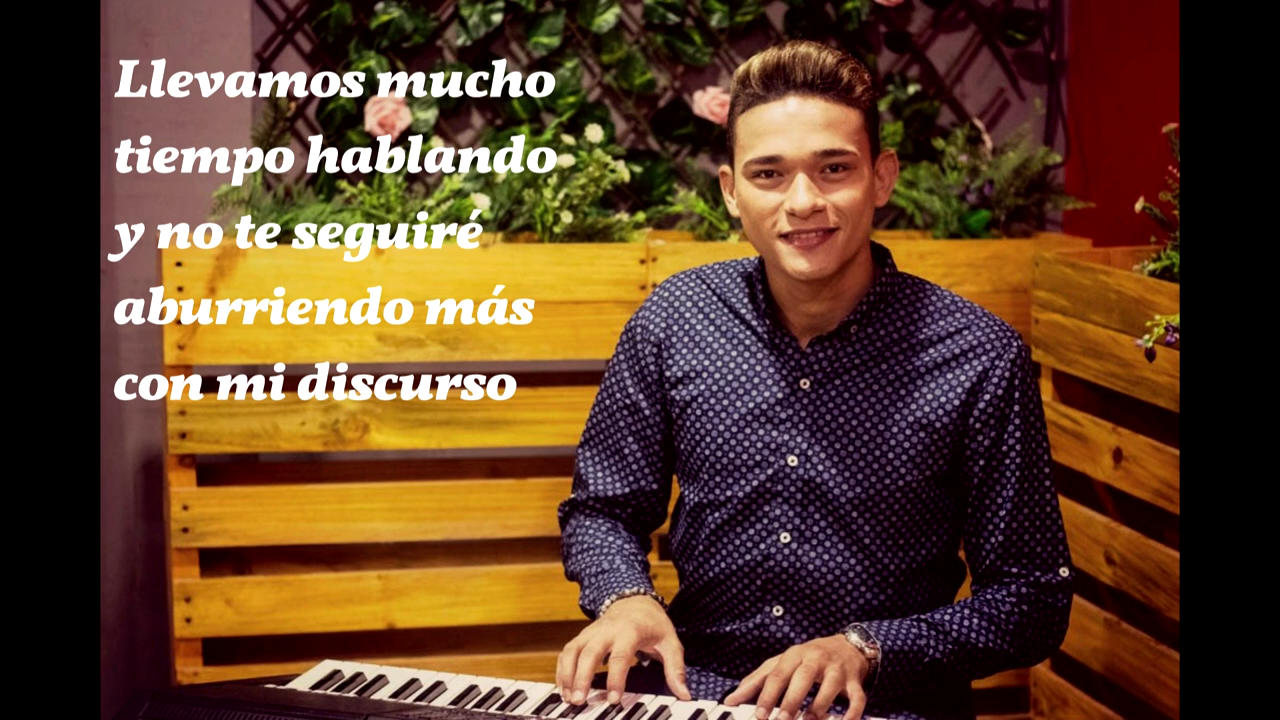 Llevamos mucho
tiempo hablando
y no te seguiré
aburriendo más
con mi discurso